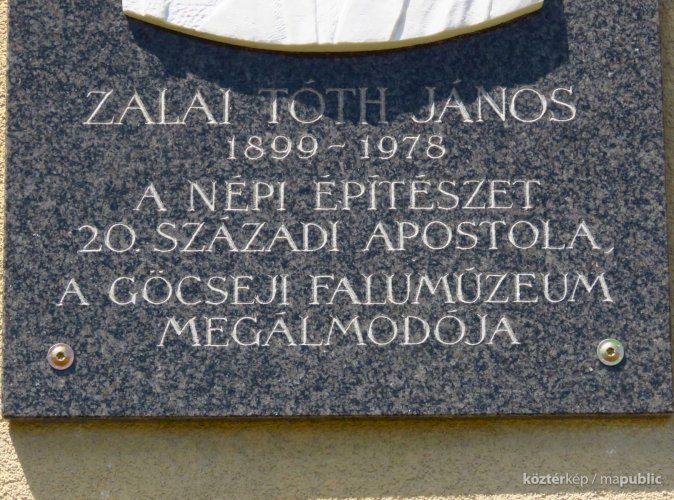 ZALAI TÓTH JÁNOS
1899 - 1978
A NÉPI ÉPÍTÉSZET
20. SZÁZADI APOSTOLA,
A GÖCSEJI FALUMÚZEUM
MEGÁLMODÓJA
köztérkép / mapublic